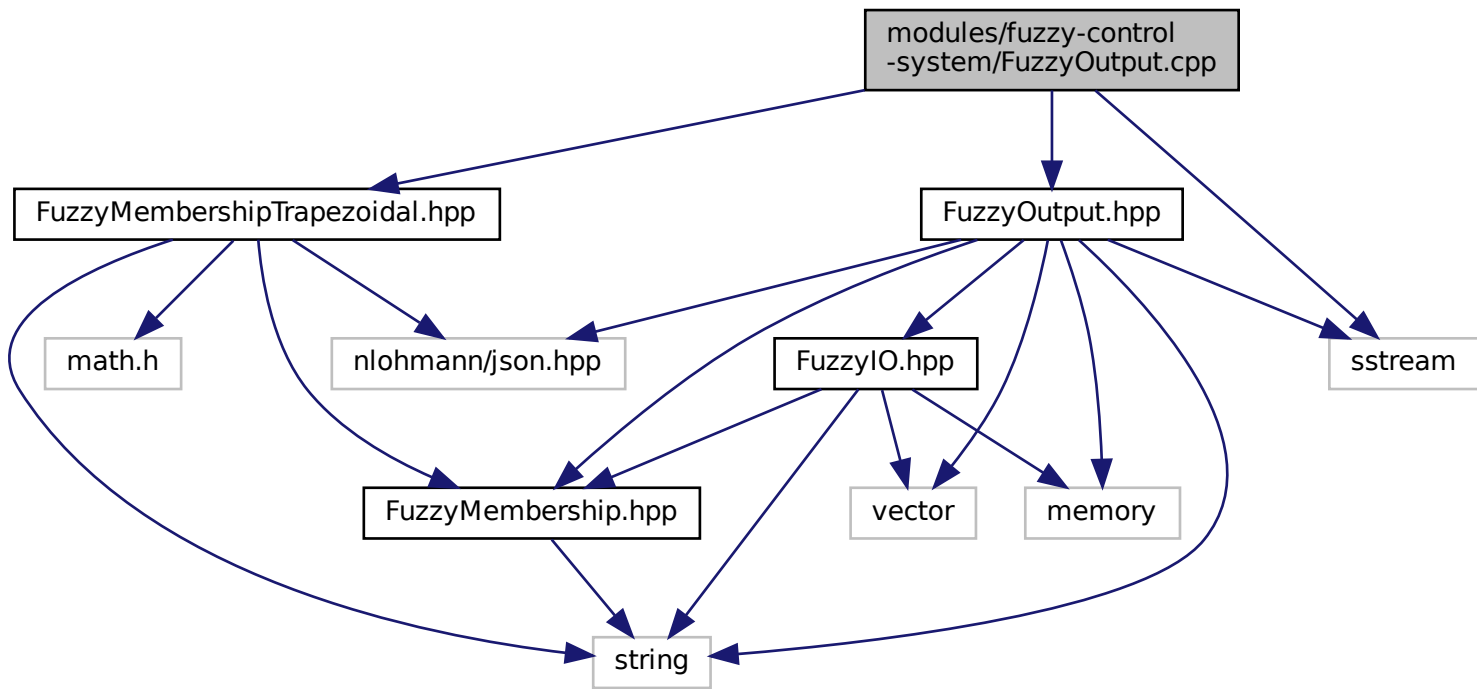 modules/fuzzy-control
-system/FuzzyOutput.cpp
FuzzyMembershipTrapezoidal.hpp
FuzzyOutput.hpp
math.h
nlohmann/json.hpp
FuzzyIO.hpp
sstream
FuzzyMembership.hpp
vector
memory
string